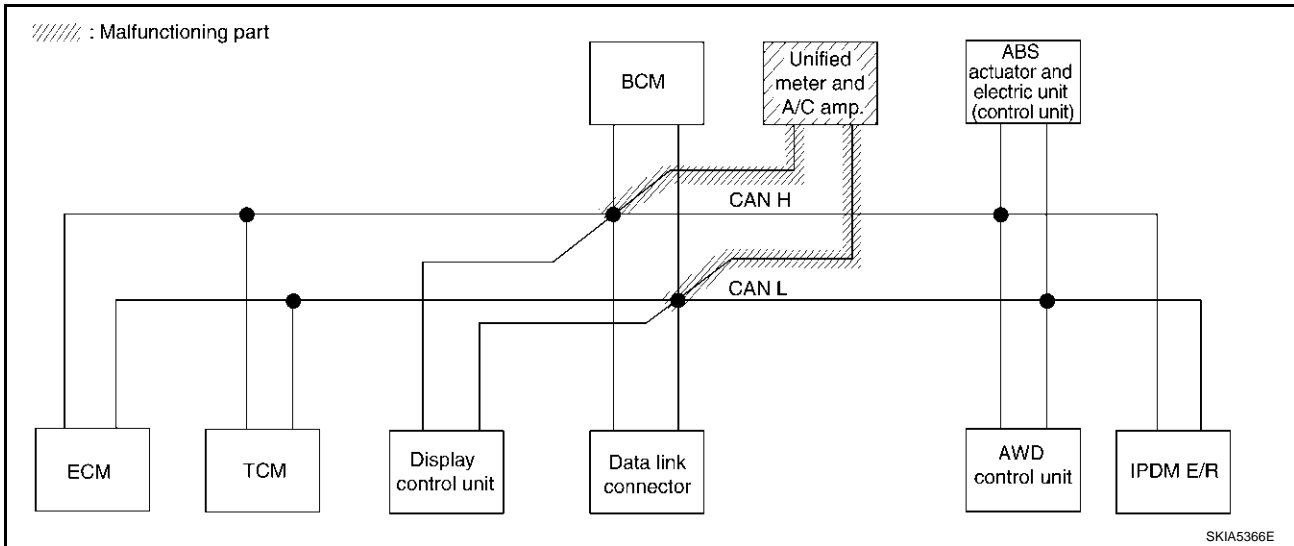 : Malfunctioning part
BCM
Unified
meter and
A/C amp.
ABS
actuator and
electric unit
(control unit)
CAN H
CAN L
ECM
TCM
Display
control unit
Data link
connector
AWD
control unit
IPDM E/R
SKIA5366E